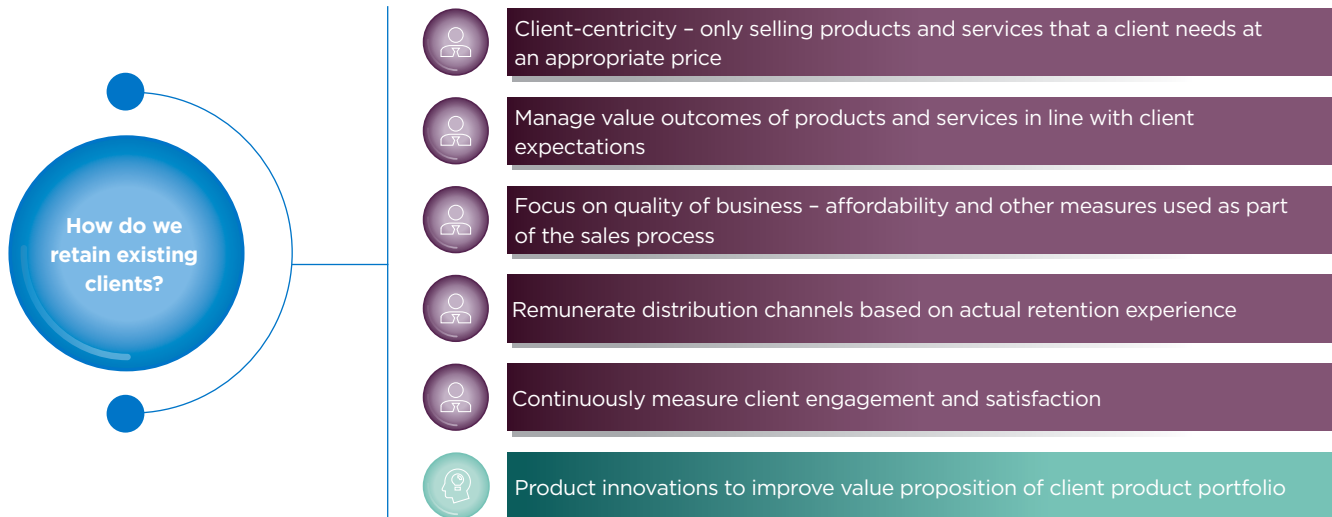 How do we
retain existing
clients?
Client-centricity – only selling products and services that a client needs at
an appropriate price
Manage value outcomes of products and services in line with client
expectations
Focus on quality of business – affordability and other measures used as part
of the sales process
Remunerate distribution channels based on actual retention experience
Continuously measure client engagement and satisfaction
Product innovations to improve value proposition of client product portfolio